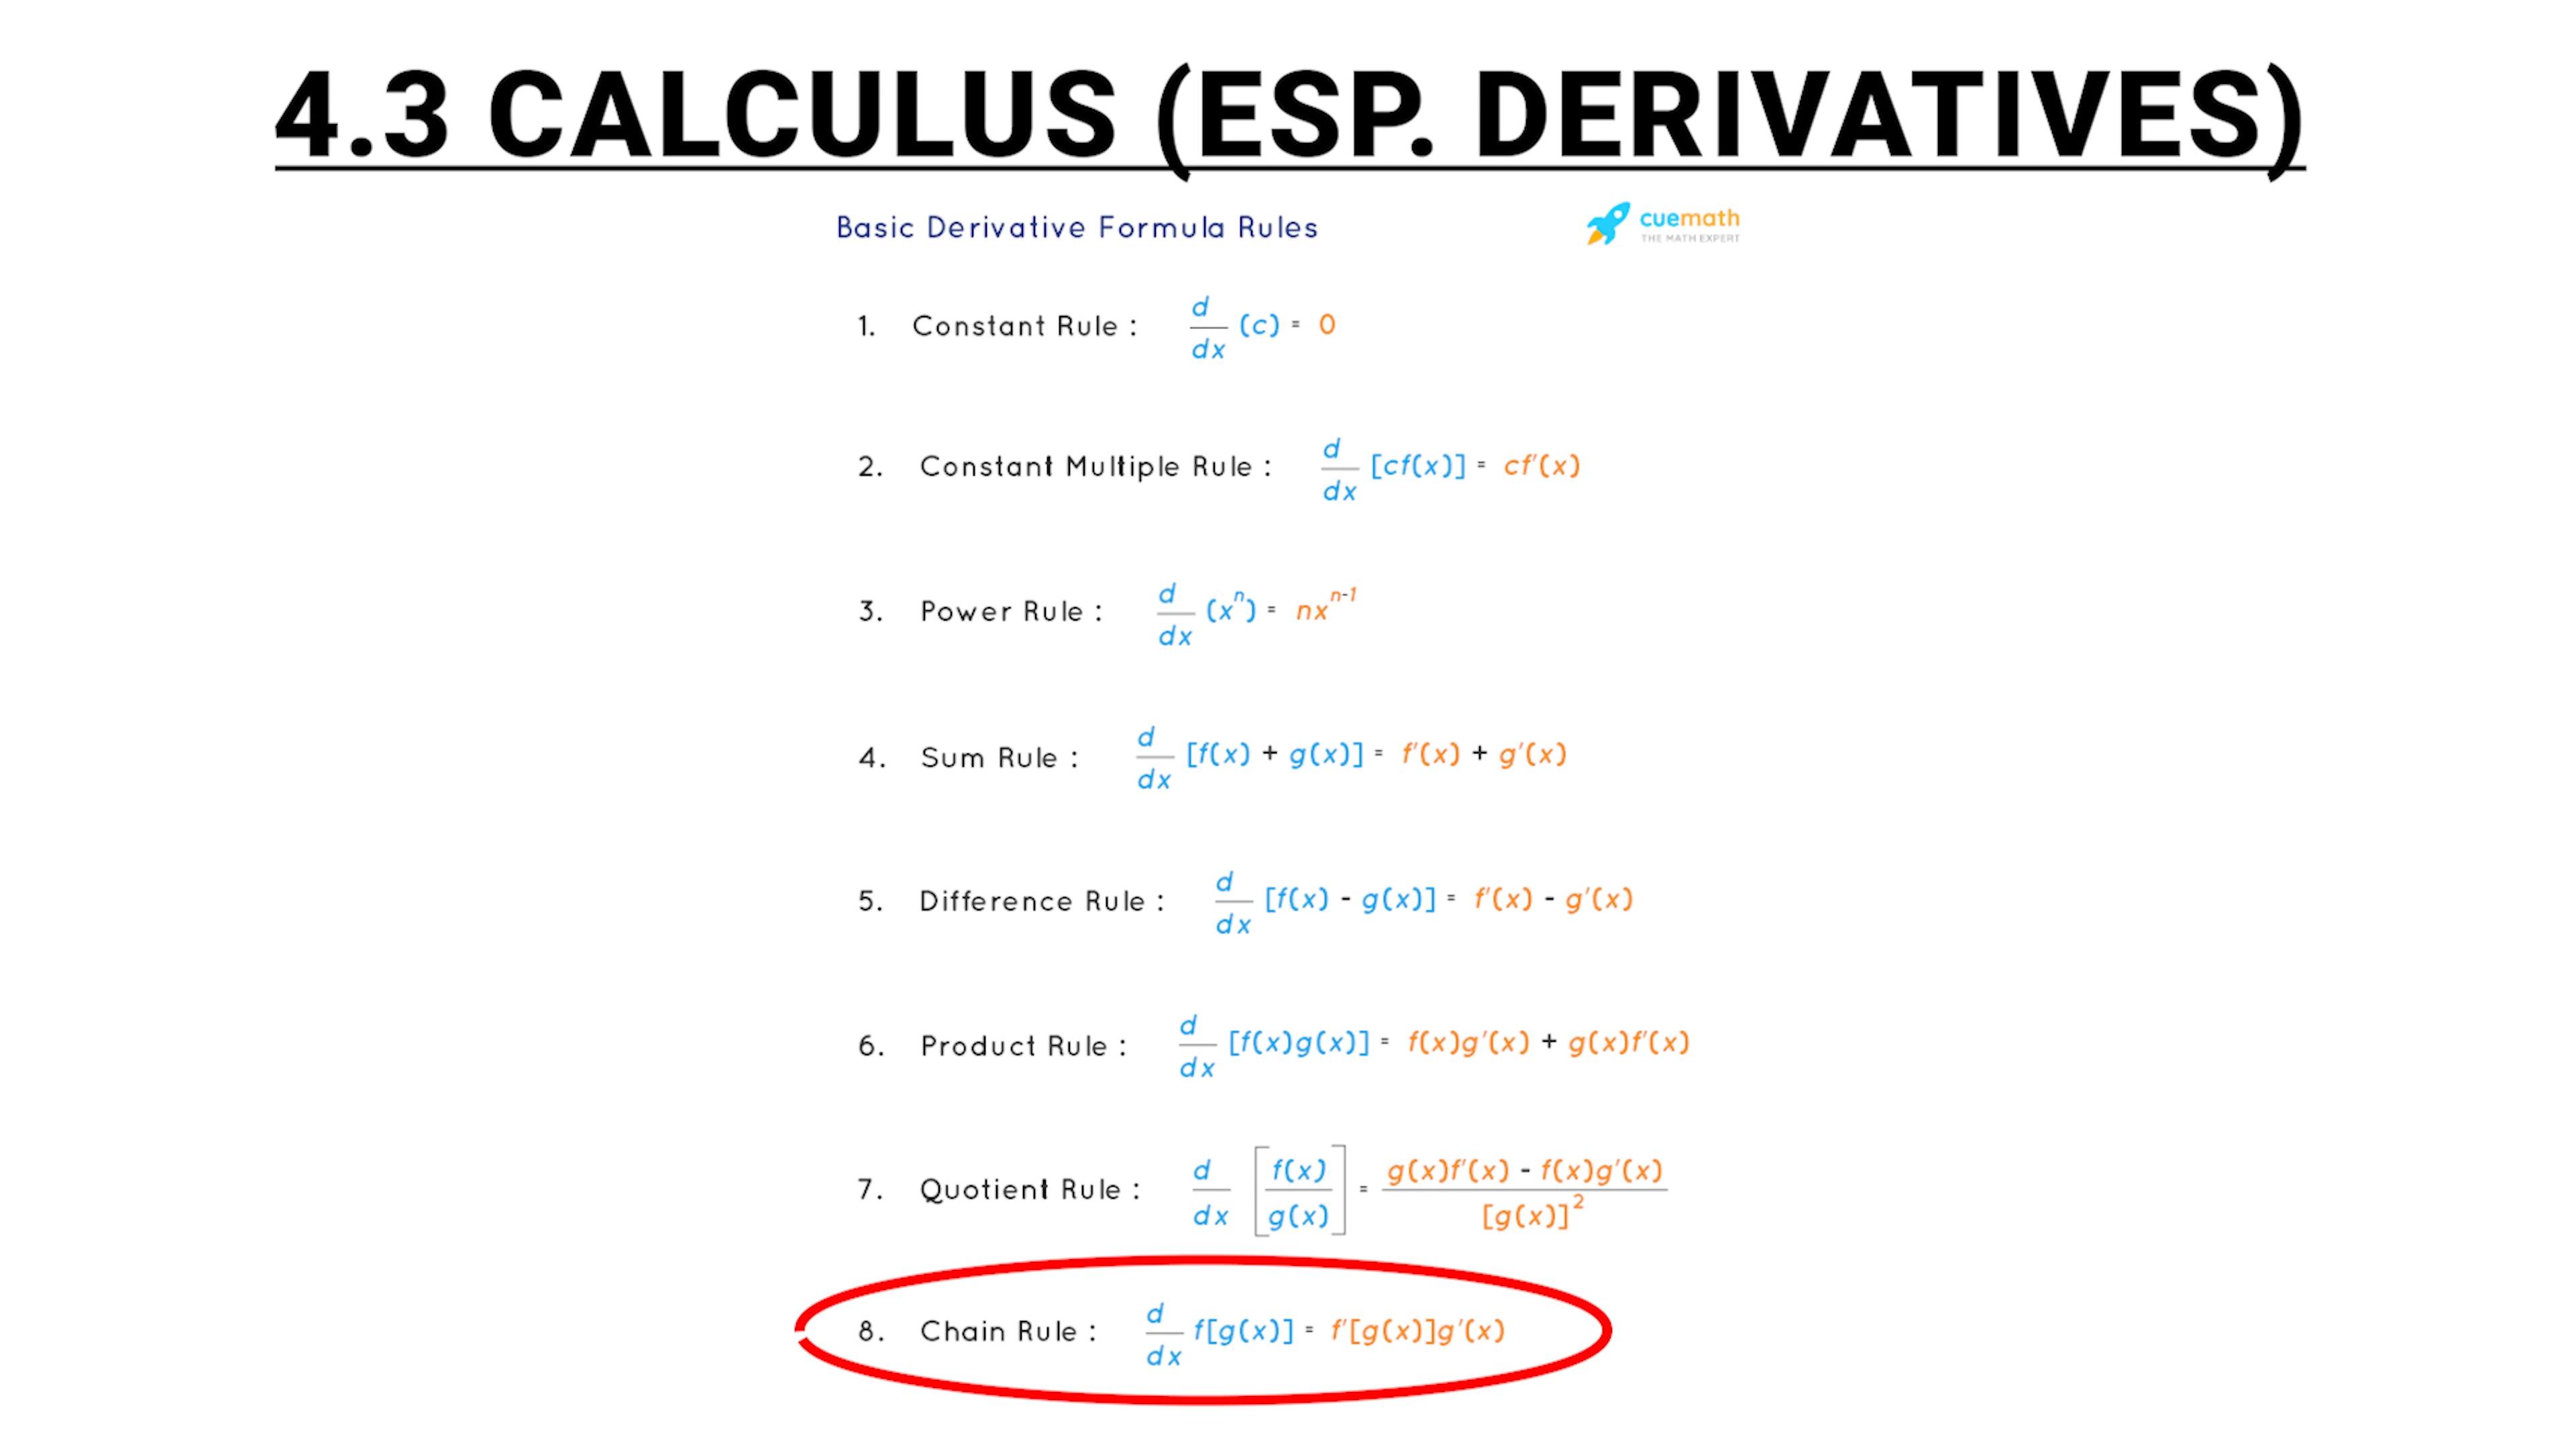 4.3 CALCULUS (ESP. DERIVATIVES)
Basic Derivative Formula Rules
cuemath
THE MATH EXPERT
1. Constant Rule : d/dx (c) = 0
2. Constant Multiple Rule : d/dx [cf(x)] = cf'(x)
3. Power Rule : d/dx (x^n) = nx^n-1
4. Sum Rule : d/dx [f(x) + g(x)] = f'(x) + g'(x)
5. Difference Rule : d/dx [f(x) - g(x)] = f'(x) - g'(x)
6. Product Rule : d/dx [f(x)g(x)] = f(x)g'(x) + g(x)f'(x)
7. Quotient Rule : d/dx [f(x)/g(x)] = g(x)f'(x) - f(x)g'(x)/[g(x)]^2
8. Chain Rule : d/dx f[g(x)] = f'[g(x)]g'(x)